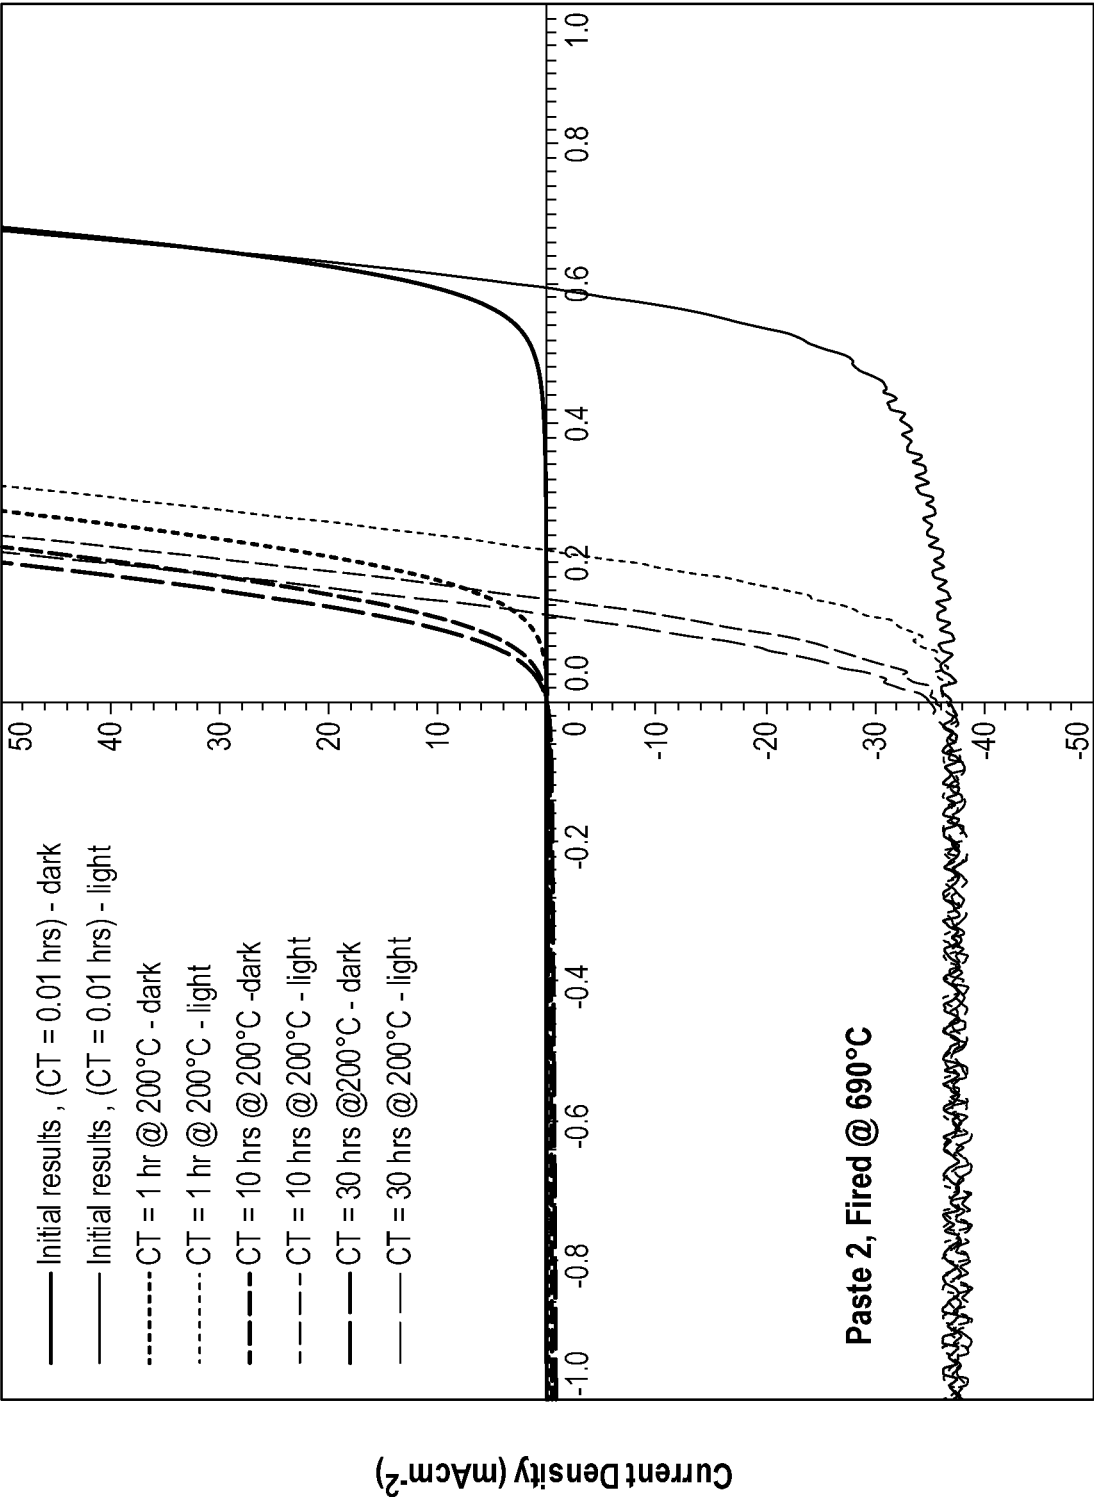 Initial results , (CT = 0.01 hrs) - dark
Initial results , (CT = 0.01 hrs) - light
CT = 1 hr @ 200°C - dark
CT = 1 hr @ 200°C - light
CT = 10 hrs @ 200°C -dark
CT = 10 hrs @ 200°C - light
CT = 30 hrs @200°C - dark
CT = 30 hrs @ 200°C - light
50
40
30
20
10
0
-10
-20
-30
-40
-50
-1.0
-0.8
-0.6
-0.4
-0.2
0.0
0.2
0.4
0.6
0.8
1.0
Paste 2, Fired @ 690°C
Current Density (mAcm-2)